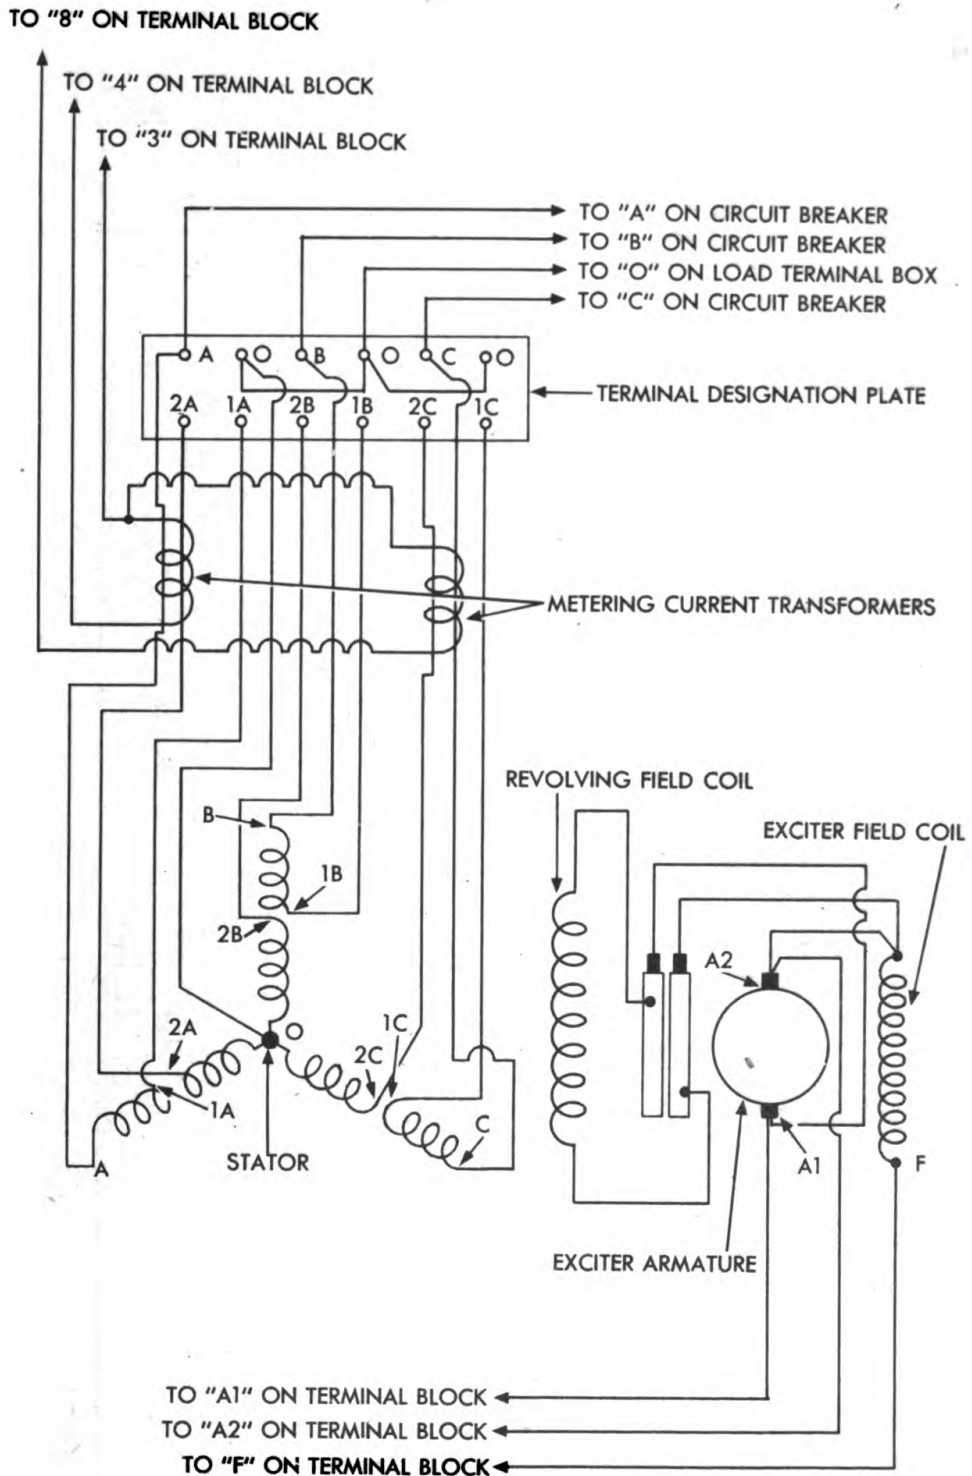 TO "8" ON TERMINAL BLOCK
TO "4" ON TERMINAL BLOCK
TO "3" ON TERMINAL BLOCK
TO "A" ON CIRCUIT BREAKER
TO "B" ON CIRCUIT BREAKER
TO "O" ON LOAD TERMINAL BOX
TO "C" ON CIRCUIT BREAKER
A O B O C O
TERMINAL DESIGNATION PLATE
2A 1A 2B 1B 2C 1C
METERING CURRENT TRANSFORMERS
REVOLVING FIELD COIL
B
EXCITER FIELD COIL
1B
2B
A2
2A
O
1C
2C
1A
C
A
STATOR
A1
F
EXCITER ARMATURE
TO "A1" ON TERMINAL BLOCK
TO "A2" ON TERMINAL BLOCK
TO "F" ON TERMINAL BLOCK